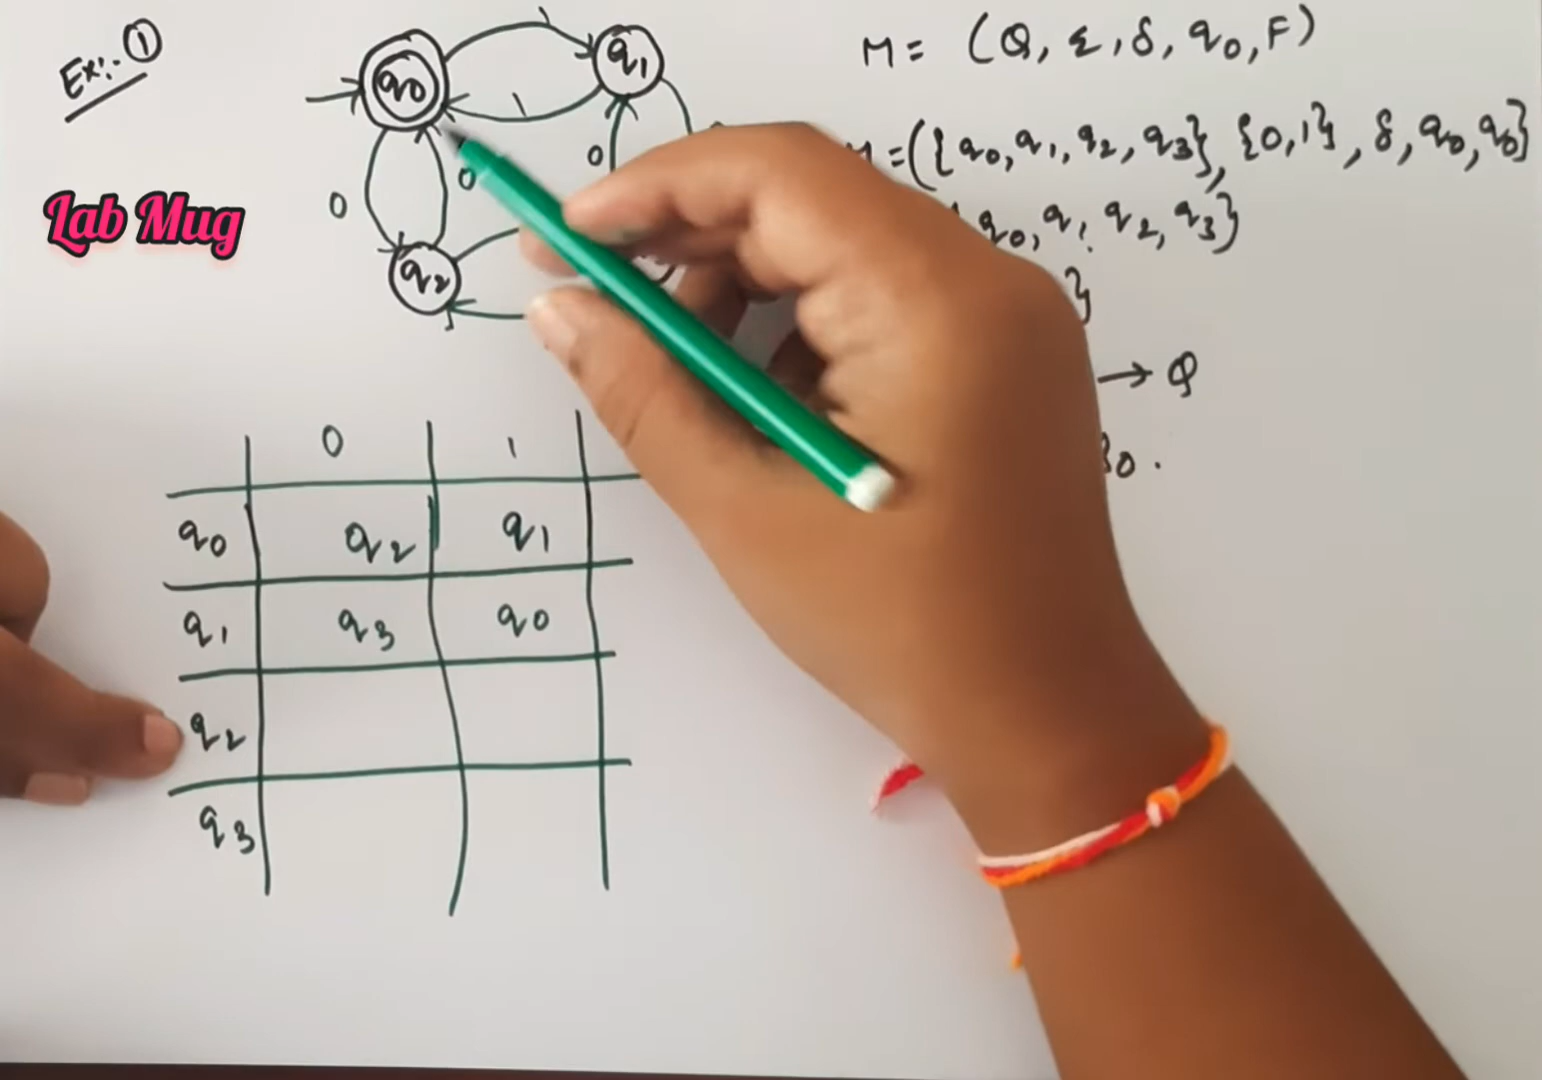 Ex:- ①
1
q0
q1
1
0
0
0
q2
Lab Mug
M = (Q, Σ, δ, q0, F)
= ({q0, q1, q2, q3}, {0,1}, δ, q0, q0}
q0, q1, q2, q3}
}
→ Q
0 1
q0 q2 q1
q1 q3 q0
q2
q3